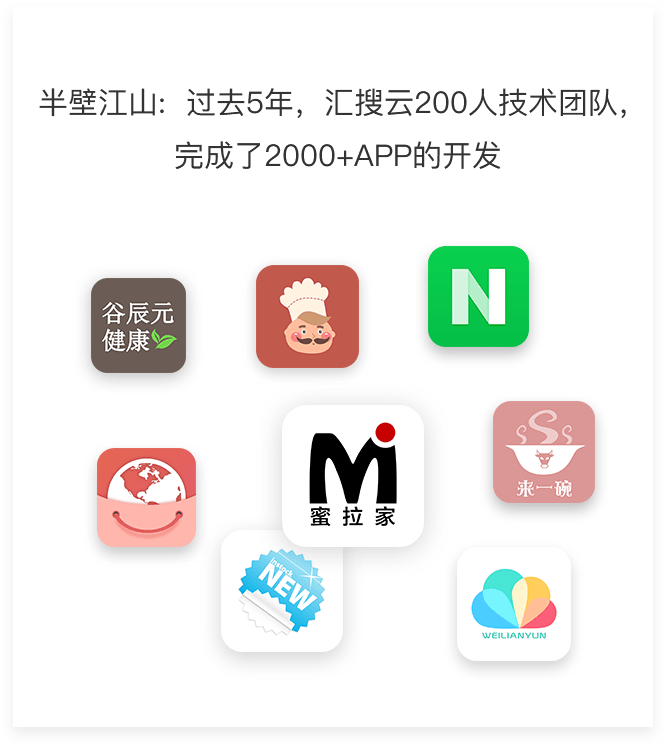 半壁江山：过去5年，汇搜云200人技术团队，
完成了2000+APP的开发
谷辰元
健康
N
来一碗
M
蜜拉家
instock
NEW
WEILIANYUN